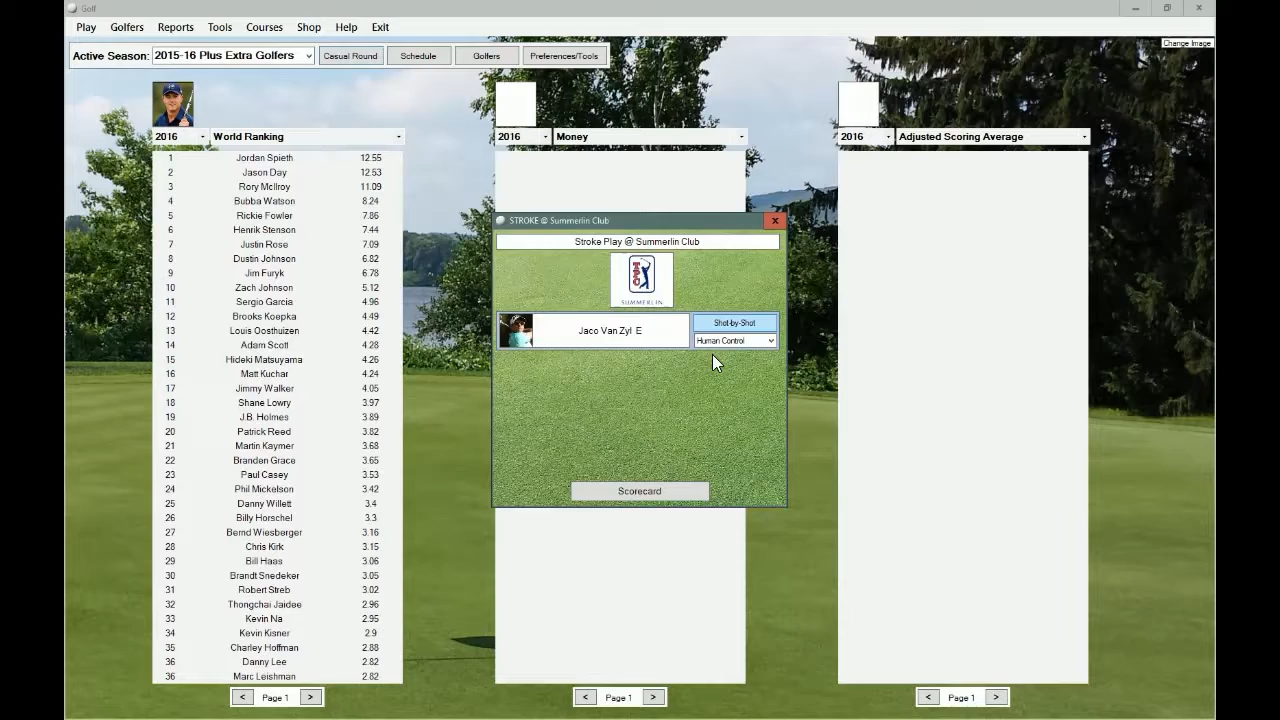 Golf
Play Golfers Reports Tools Courses Shop Help Exit
Active Season: 2015-16 Plus Extra Golfers Casual Round Schedule Golfers Preferences/Tools
Change Image
2016 World Ranking
1 Jordan Spieth 12.55
2 Jason Day 12.53
3 Rory McIlroy 11.09
4 Bubba Watson 8.24
5 Rickie Fowler 7.86
6 Henrik Stenson 7.44
7 Justin Rose 7.09
8 Dustin Johnson 6.82
9 Jim Furyk 6.78
10 Zach Johnson 5.12
11 Sergio Garcia 4.96
12 Brooks Koepka 4.49
13 Louis Oosthuizen 4.42
14 Adam Scott 4.28
15 Hideki Matsuyama 4.26
16 Matt Kuchar 4.24
17 Jimmy Walker 4.05
18 Shane Lowry 3.97
19 J.B. Holmes 3.89
20 Patrick Reed 3.82
21 Martin Kaymer 3.68
22 Branden Grace 3.65
23 Paul Casey 3.53
24 Phil Mickelson 3.42
25 Danny Willett 3.4
26 Billy Horschel 3.3
27 Bernd Wiesberger 3.16
28 Chris Kirk 3.15
29 Bill Haas 3.06
30 Brandt Snedeker 3.05
31 Robert Streb 3.02
32 Thongchai Jaidee 2.96
33 Kevin Na 2.95
34 Kevin Kisner 2.9
35 Charley Hoffman 2.88
36 Danny Lee 2.82
36 Marc Leishman 2.82
< Page 1 >
2016 Money
STROKE @ Summerlin Club X
Stroke Play @ Summerlin Club
TPC
SUMMERLIN
Jaco Van Zyl E
Shot-by-Shot
Human Control
Scorecard
< Page 1 >
2016 Adjusted Scoring Average
< Page 1 >